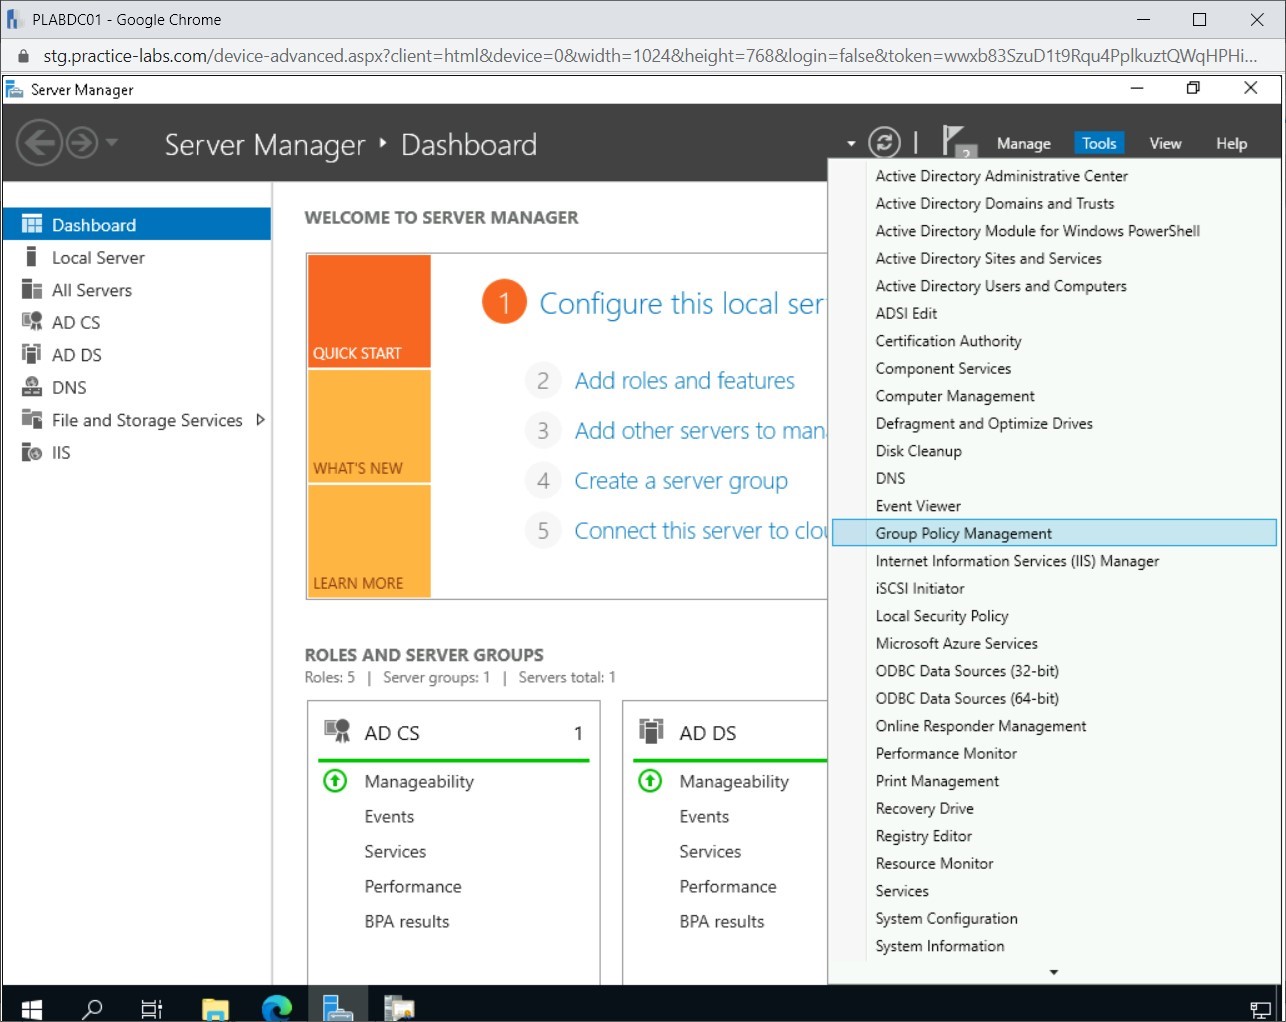 PLABDC01 - Google Chrome
stg.practice-labs.com/device-advanced.aspx?client=html&device=0&width=1024&height=768&login=false&token=wwxb83SzuD1t9Rqu4PplkuztQWqHPHi...
Server Manager
Server Manager ‣ Dashboard
2
Manage
Tools
View
Help
Dashboard
Local Server
All Servers
AD CS
AD DS
DNS
File and Storage Services
IIS
WELCOME TO SERVER MANAGER
QUICK START
WHAT'S NEW
LEARN MORE
1 Configure this local ser
2 Add roles and features
3 Add other servers to man
4 Create a server group
5 Connect this server to clou
ROLES AND SERVER GROUPS
Roles: 5 | Server groups: 1 | Servers total: 1
AD CS 1
Manageability
Events
Services
Performance
BPA results
AD DS
Manageability
Events
Services
Performance
BPA results
Active Directory Administrative Center
Active Directory Domains and Trusts
Active Directory Module for Windows PowerShell
Active Directory Sites and Services
Active Directory Users and Computers
ADSI Edit
Certification Authority
Component Services
Computer Management
Defragment and Optimize Drives
Disk Cleanup
DNS
Event Viewer
Group Policy Management
Internet Information Services (IIS) Manager
iSCSI Initiator
Local Security Policy
Microsoft Azure Services
ODBC Data Sources (32-bit)
ODBC Data Sources (64-bit)
Online Responder Management
Performance Monitor
Print Management
Recovery Drive
Registry Editor
Resource Monitor
Services
System Configuration
System Information